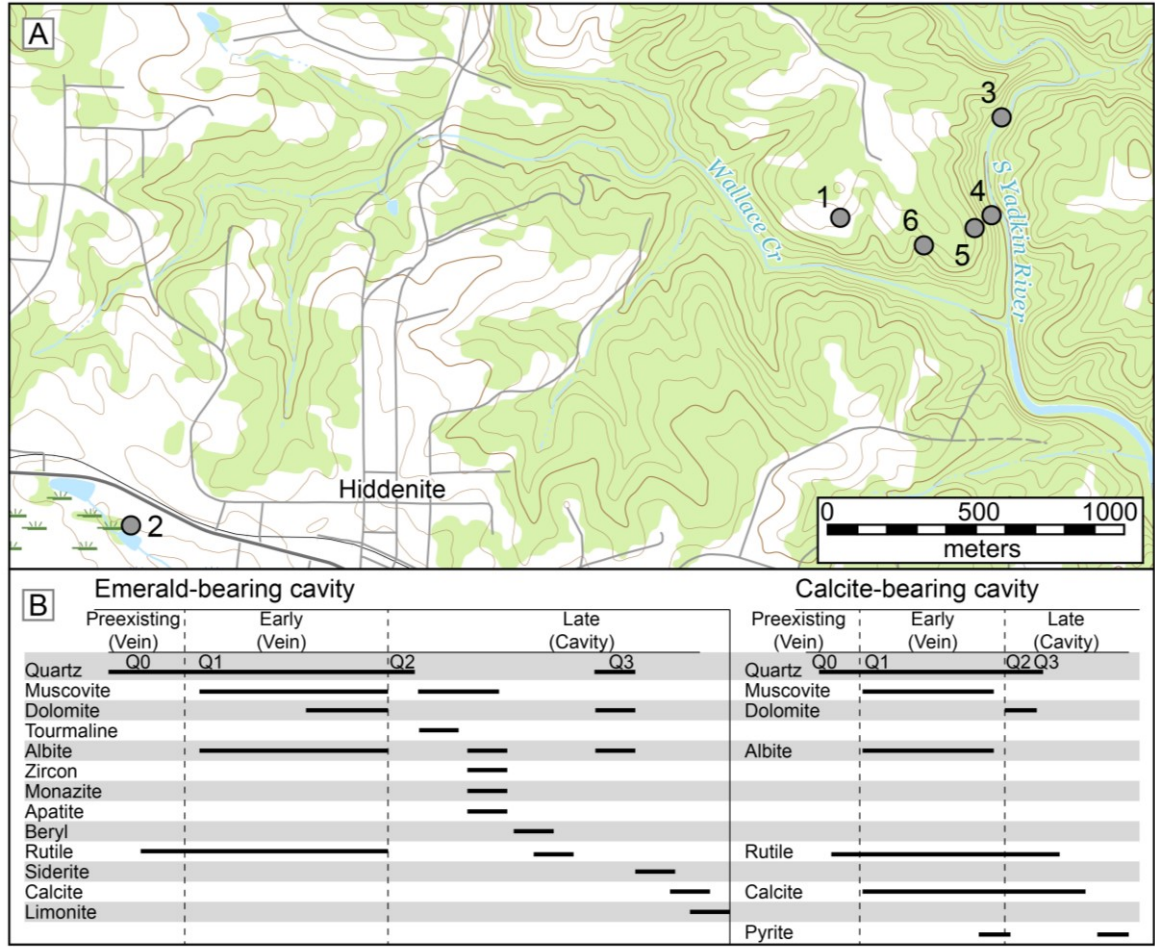 A
3
Wallace Cr
S Yadkin River
1
4
6
5
Hiddenite
2
0 500 1000
meters
B
Emerald-bearing cavity
Preexisting
(Vein)
Early
(Vein)
Late
(Cavity)
Quartz Q0 Q1 Q2 Q3
Muscovite
Dolomite
Tourmaline
Albite
Zircon
Monazite
Apatite
Beryl
Rutile
Siderite
Calcite
Limonite
Calcite-bearing cavity
Preexisting
(Vein)
Early
(Vein)
Late
(Cavity)
Quartz Q0 Q1 Q2 Q3
Muscovite
Dolomite
Albite
Rutile
Calcite
Pyrite